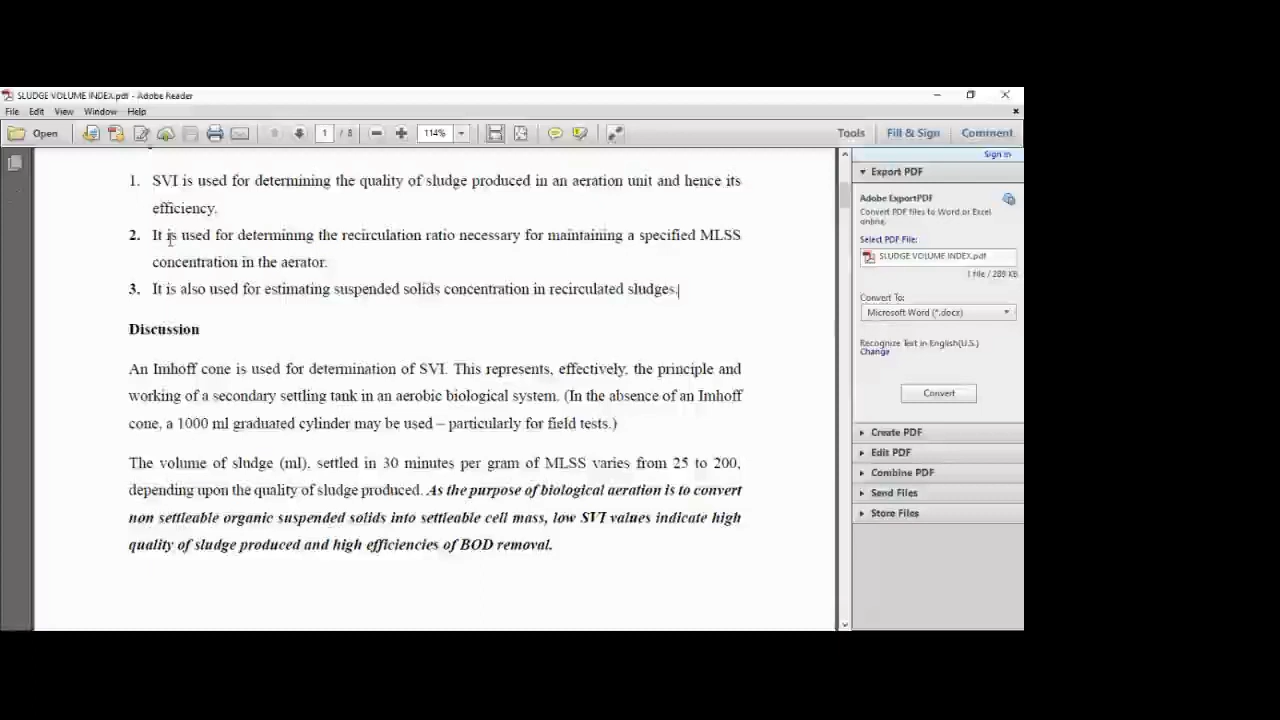 SLUDGE VOLUME INDEX.pdf - Adobe Reader
File Edit View Window Help
Open 1 / 8 114% Tools Fill & Sign Comment
Sign In
1. SVI is used for determining the quality of sludge produced in an aeration unit and hence its
efficiency.
2. It is used for determining the recirculation ratio necessary for maintaining a specified MLSS
concentration in the aerator.
3. It is also used for estimating suspended solids concentration in recirculated sludges.
Discussion
An Imhoff cone is used for determination of SVI. This represents, effectively, the principle and
working of a secondary settling tank in an aerobic biological system. (In the absence of an Imhoff
cone, a 1000 ml graduated cylinder may be used – particularly for field tests.)
The volume of sludge (ml), settled in 30 minutes per gram of MLSS varies from 25 to 200,
depending upon the quality of sludge produced. As the purpose of biological aeration is to convert
non settleable organic suspended solids into settleable cell mass, low SVI values indicate high
quality of sludge produced and high efficiencies of BOD removal.
Export PDF
Adobe ExportPDF
Convert PDF files to Word or Excel
online.
Select PDF File:
SLUDGE VOLUME INDEX.pdf
1 file / 289 KB
Convert To:
Microsoft Word (*.docx)
Recognize Text in English(U.S.)
Change
Convert
Create PDF
Edit PDF
Combine PDF
Send Files
Store Files